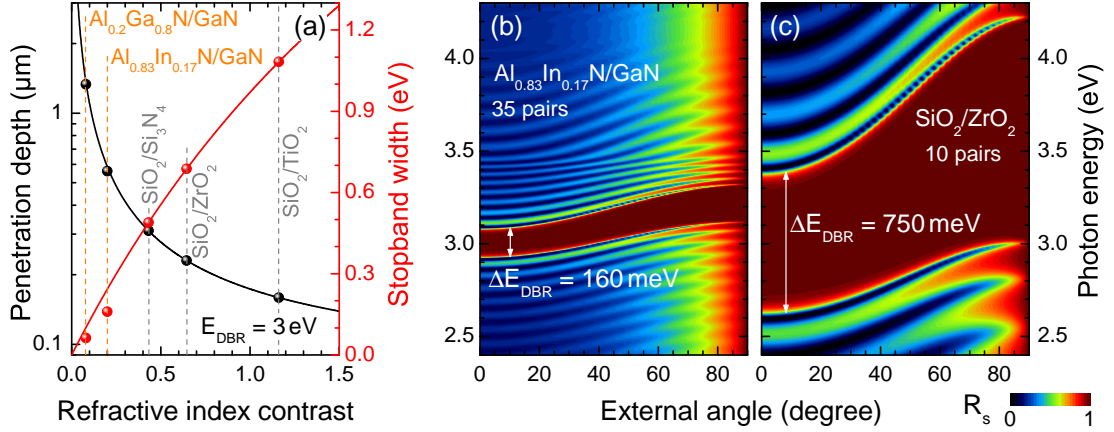 Al0.2Ga0.8N/GaN
(a)
Al0.83In0.17N/GaN
SiO2/Si3N4
SiO2/ZrO2
SiO2/TiO2
EDBR = 3 eV
Penetration depth (µm)
1
0.1
Stopband width (eV)
1.2
0.9
0.6
0.3
0.0
0.0 0.3 0.6 0.9 1.2 1.5
Refractive index contrast
(b)
Al0.83In0.17N/GaN
35 pairs
ΔEDBR = 160 meV
4.0
3.5
3.0
2.5
0 20 40 60 80
(c)
SiO2/ZrO2
10 pairs
ΔEDBR = 750 meV
4.0
3.5
3.0
2.5
Photon energy (eV)
0 20 40 60 80
External angle (degree)
Rs
0 1